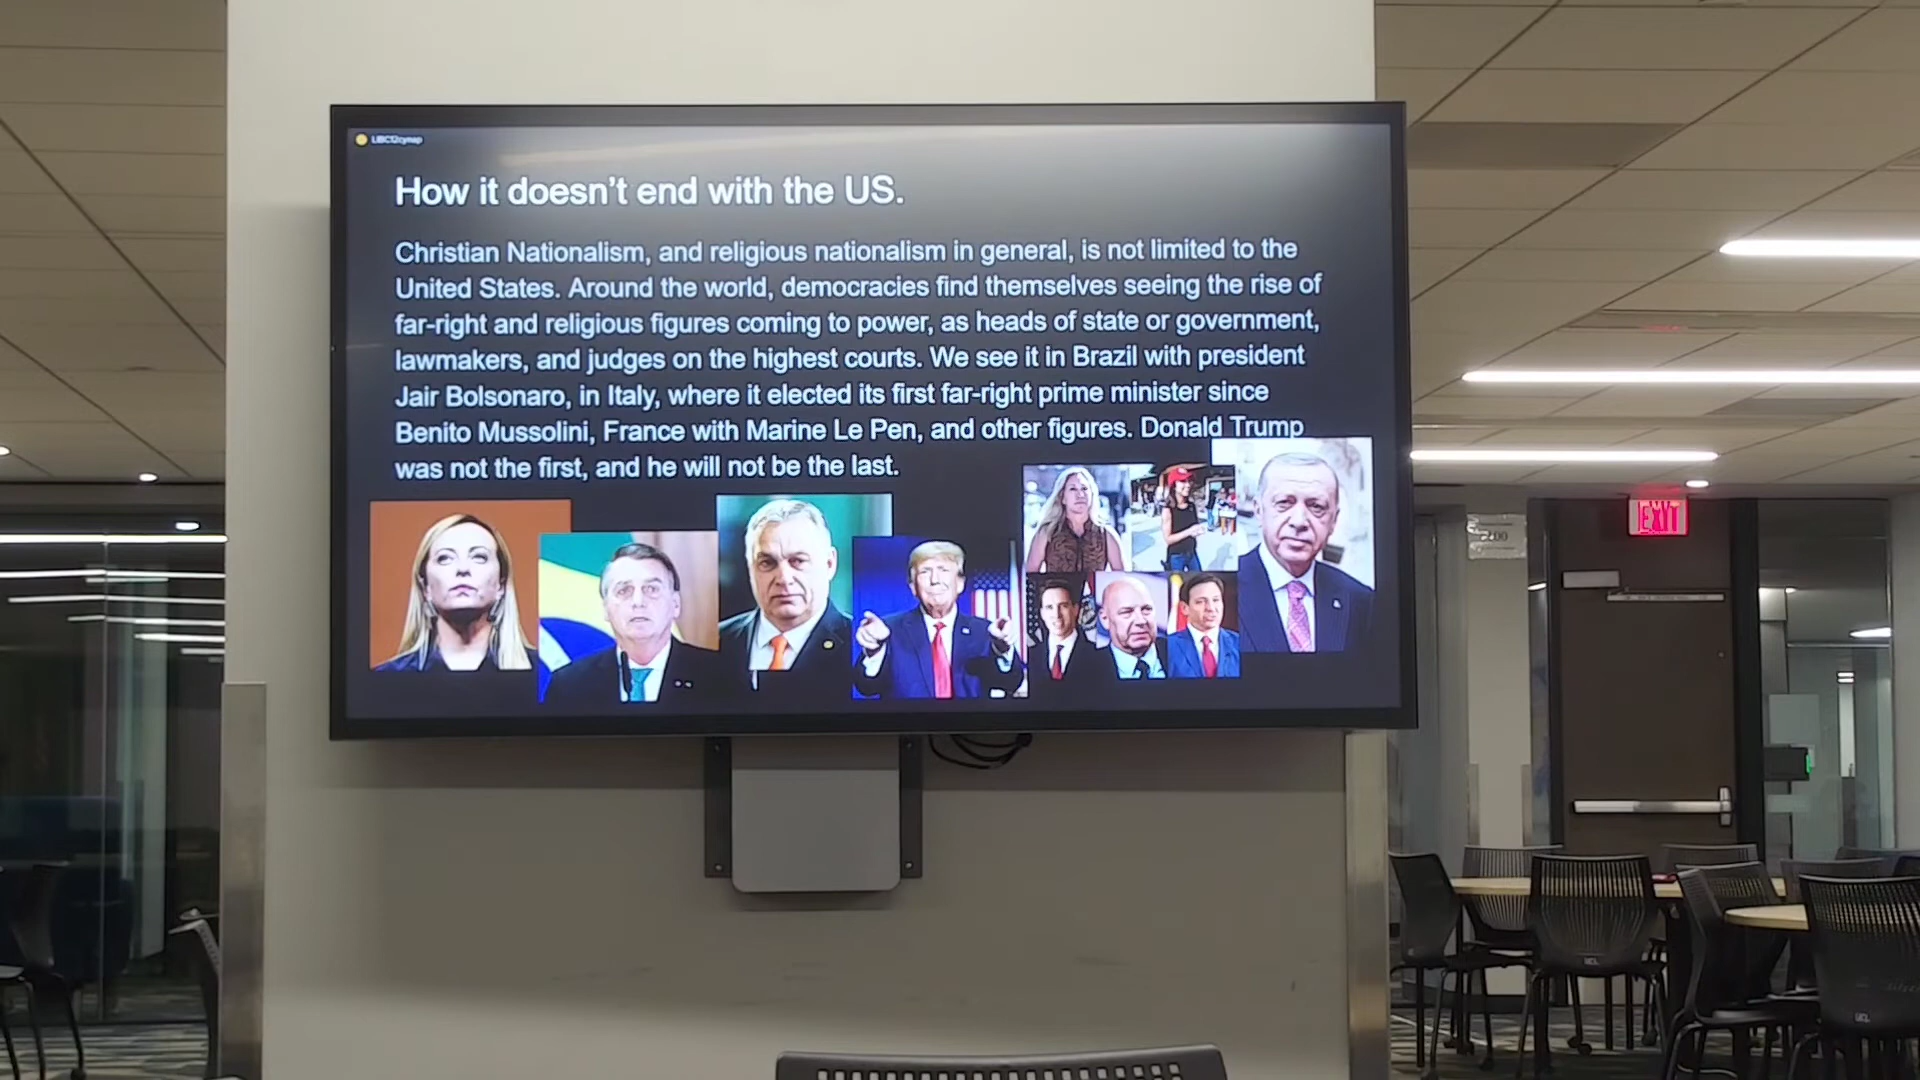 LIBC12cynap
How it doesn't end with the US.
Christian Nationalism, and religious nationalism in general, is not limited to the
United States. Around the world, democracies find themselves seeing the rise of
far-right and religious figures coming to power, as heads of state or government,
lawmakers, and judges on the highest courts. We see it in Brazil with president
Jair Bolsonaro, in Italy, where it elected its first far-right prime minister since
Benito Mussolini, France with Marine Le Pen, and other figures. Donald Trump
was not the first, and he will not be the last.
EXIT